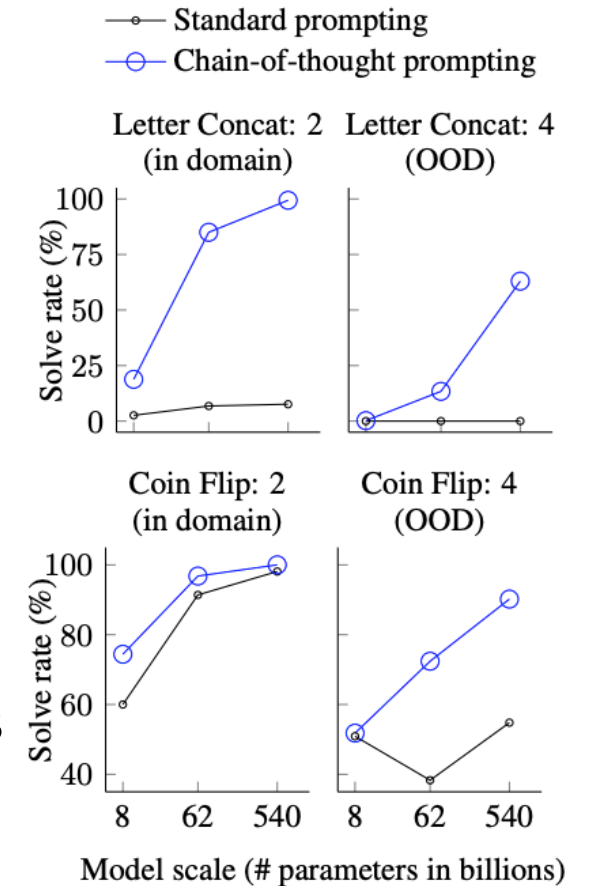 Standard prompting
Chain-of-thought prompting
Letter Concat: 2
(in domain)
Letter Concat: 4
(OOD)
Solve rate (%)
100
75
50
25
0
Coin Flip: 2
(in domain)
Coin Flip: 4
(OOD)
Solve rate (%)
100
80
60
40
8 62 540 8 62 540
Model scale (# parameters in billions)